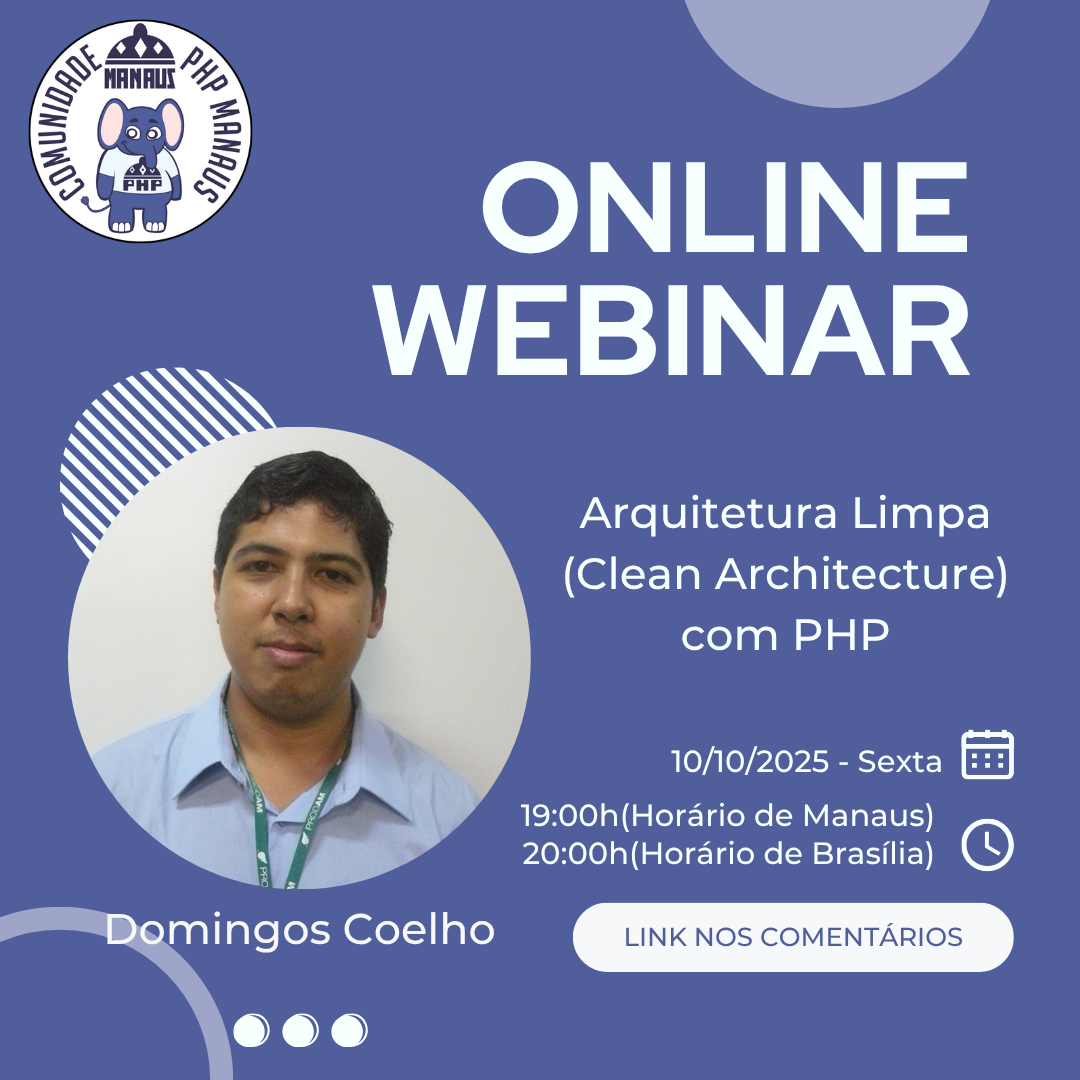 COMUNIDADE PHP MANAUS
MANAUS
PHP
ONLINE
WEBINAR
Arquitetura Limpa
(Clean Architecture)
com PHP
10/10/2025 - Sexta
19:00h(Horário de Manaus)
20:00h(Horário de Brasília)
PRODAM
Domingos Coelho
LINK NOS COMENTÁRIOS